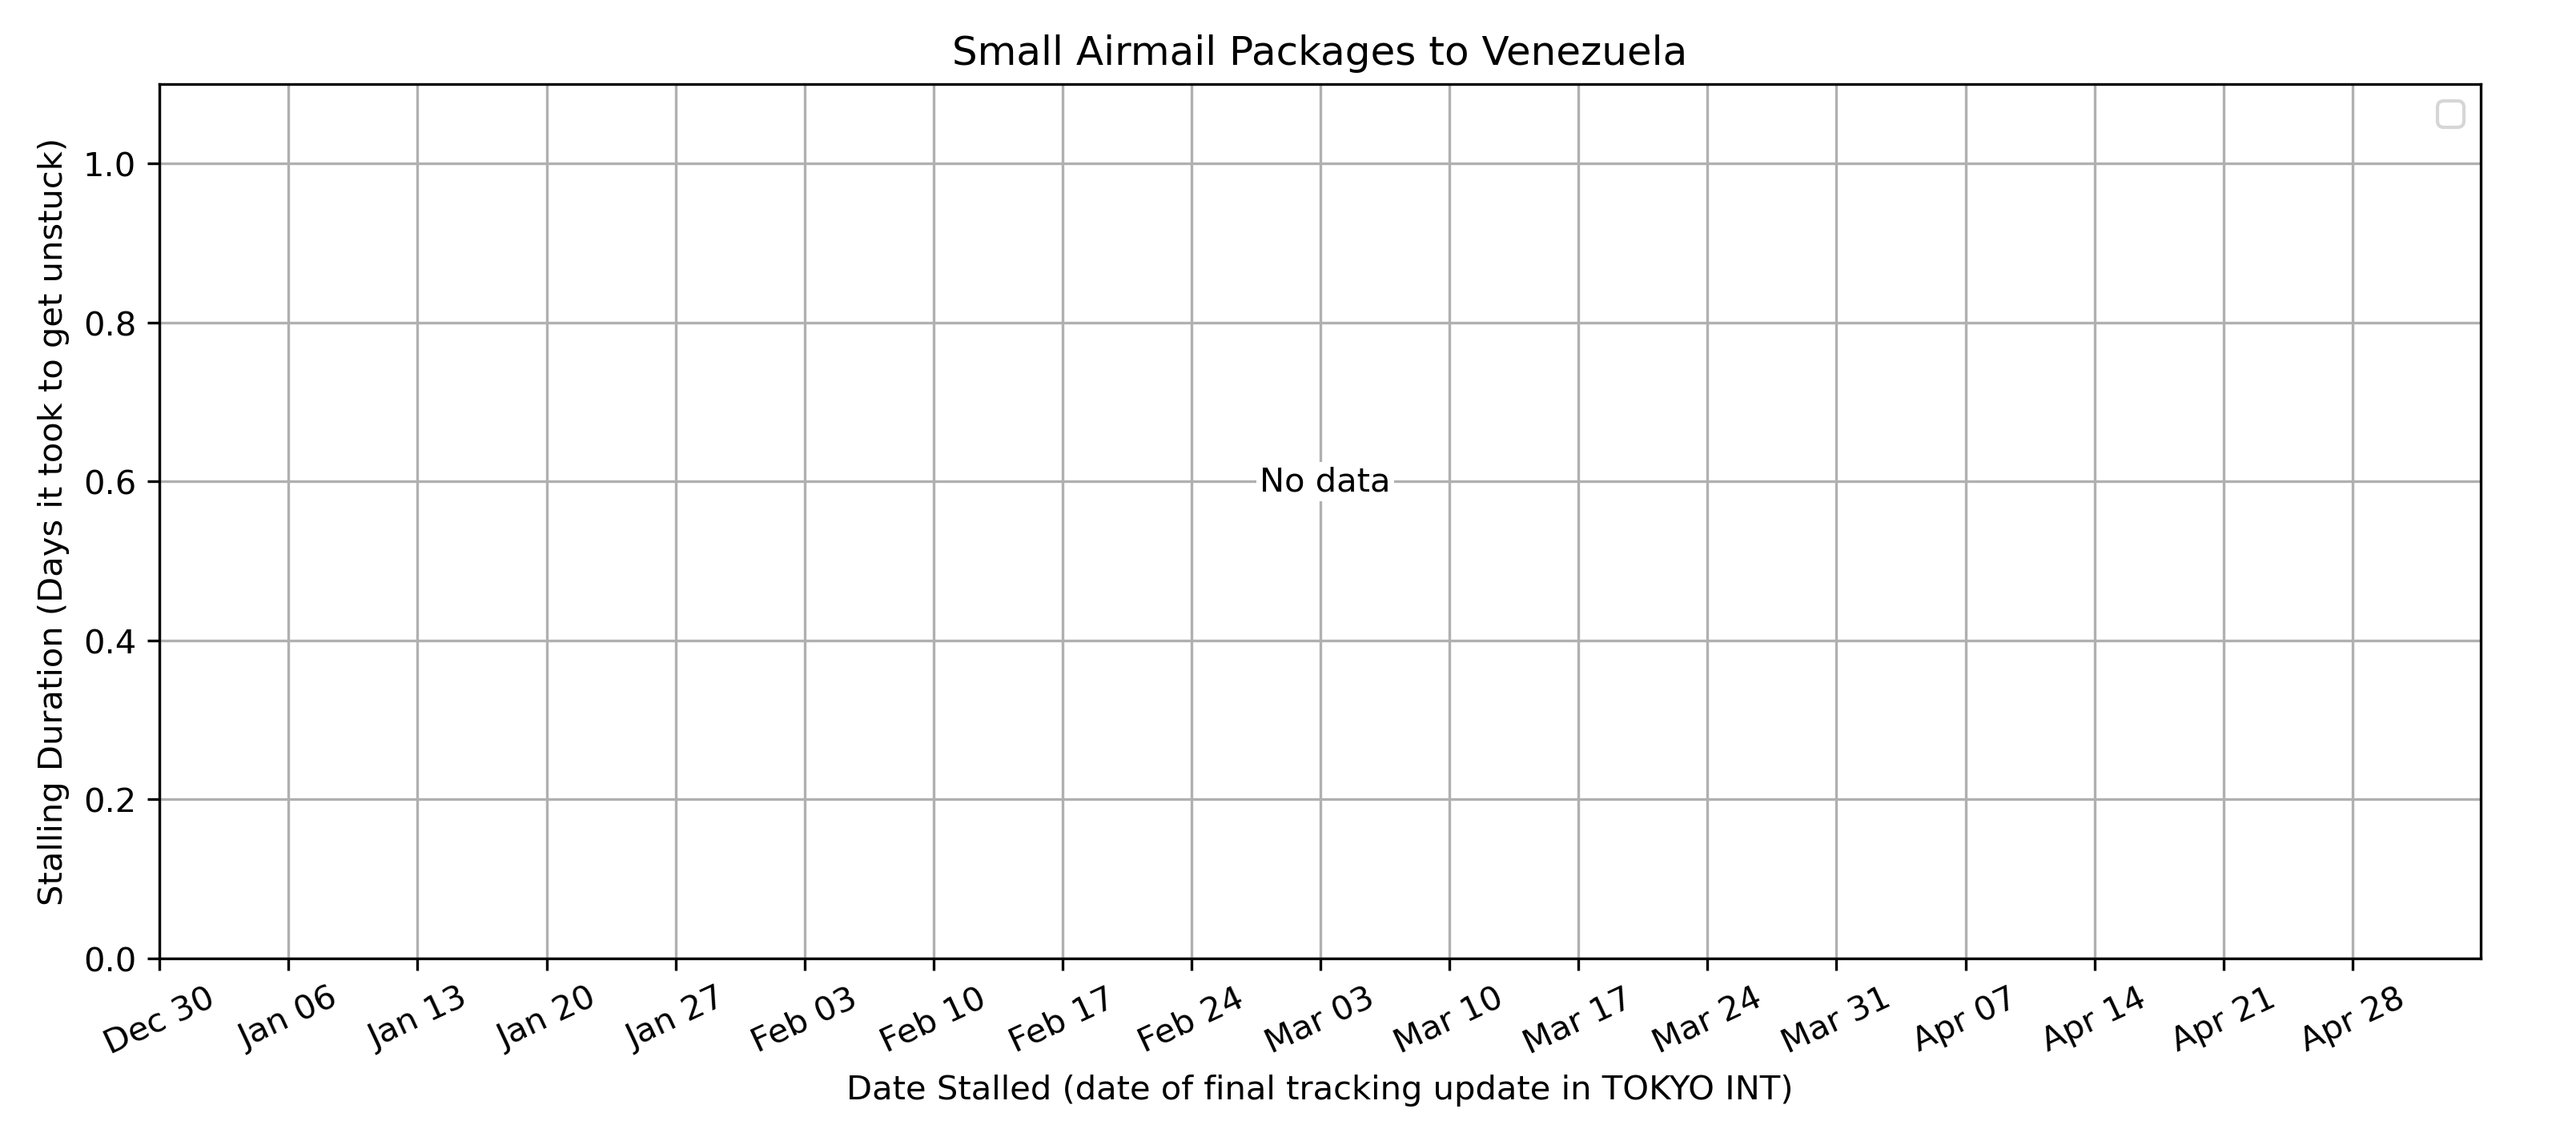 Small Airmail Packages to Venezuela
Stalling Duration (Days it took to get unstuck)
1.0
0.8
0.6
0.4
0.2
0.0
No data
Dec 30
Jan 06
Jan 13
Jan 20
Jan 27
Feb 03
Feb 10
Feb 17
Feb 24
Mar 03
Mar 10
Mar 17
Mar 24
Mar 31
Apr 07
Apr 14
Apr 21
Apr 28
Date Stalled (date of final tracking update in TOKYO INT)